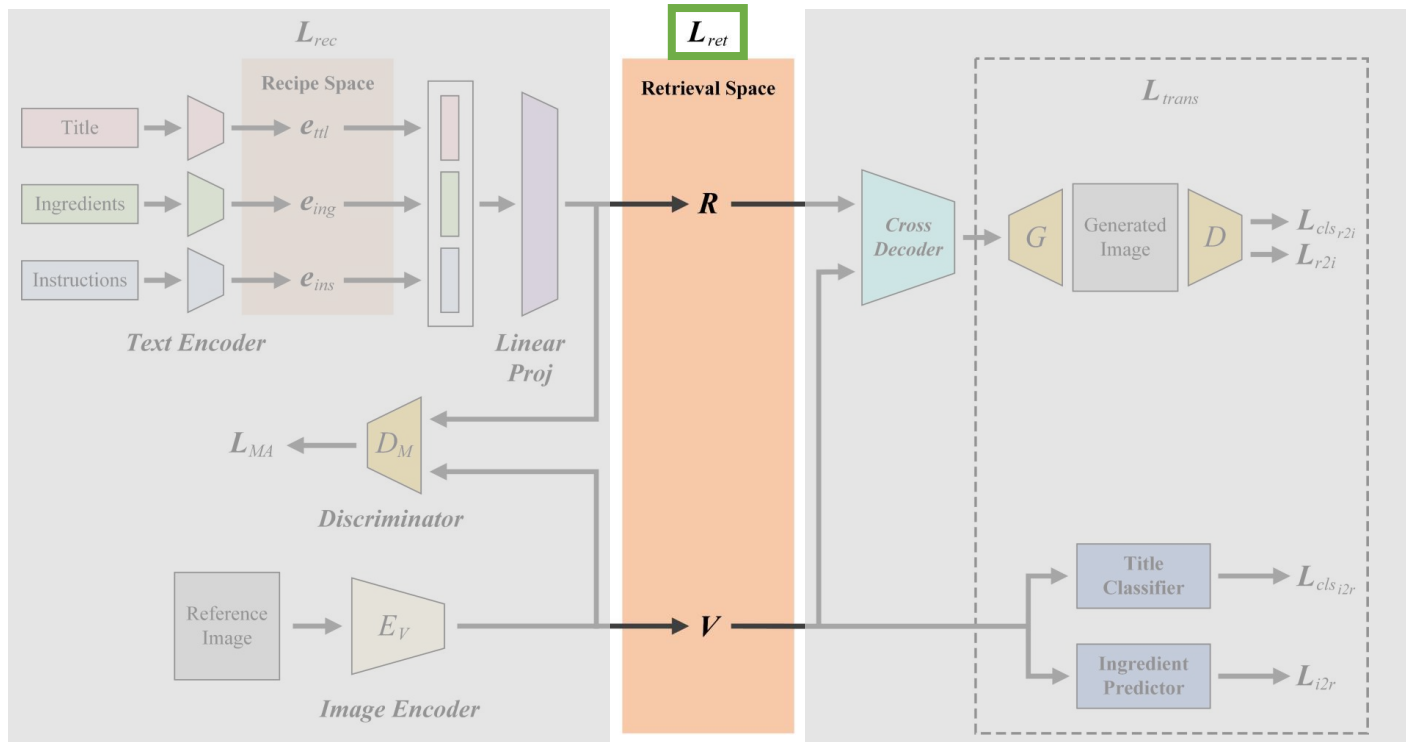 L_rec
L_ret
Recipe Space
Retrieval Space
L_trans
Title
e_ttl
Ingredients
e_ing
R
Cross
Decoder
G
Generated
Image
D
L_cls_r2i
L_r2i
Instructions
e_ins
Text Encoder
Linear
Proj
L_MA
D_M
Discriminator
Reference
Image
E_V
V
Title
Classifier
L_cls_i2r
Ingredient
Predictor
L_i2r
Image Encoder